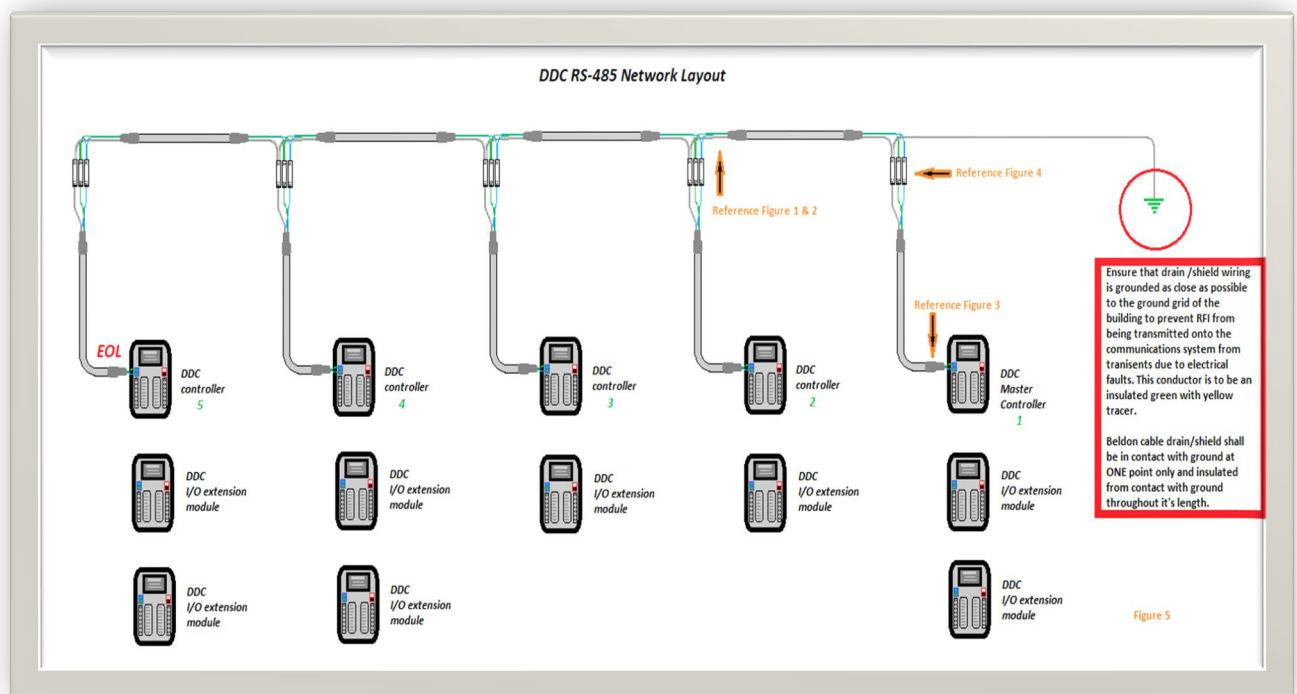 DDC RS-485 Network Layout
Reference Figure 4
Reference Figure 1 & 2
Reference Figure 3
EOL
DDC
controller
5
DDC
controller
4
DDC
controller
3
DDC
controller
2
DDC
Master
Controller
1
DDC
I/O extension
module
DDC
I/O extension
module
DDC
I/O extension
module
DDC
I/O extension
module
DDC
I/O extension
module
DDC
I/O extension
module
DDC
I/O extension
module
DDC
I/O extension
module
Ensure that drain /shield wiring
is grounded as close as possible
to the ground grid of the
building to prevent RFI from
being transmitted onto the
communications system from
tranisents due to electrical
faults. This conductor is to be an
insulated green with yellow
tracer.
Beldon cable drain/shield shall
be in contact with ground at
ONE point only and insulated
from contact with ground
throughout it's length.
Figure 5